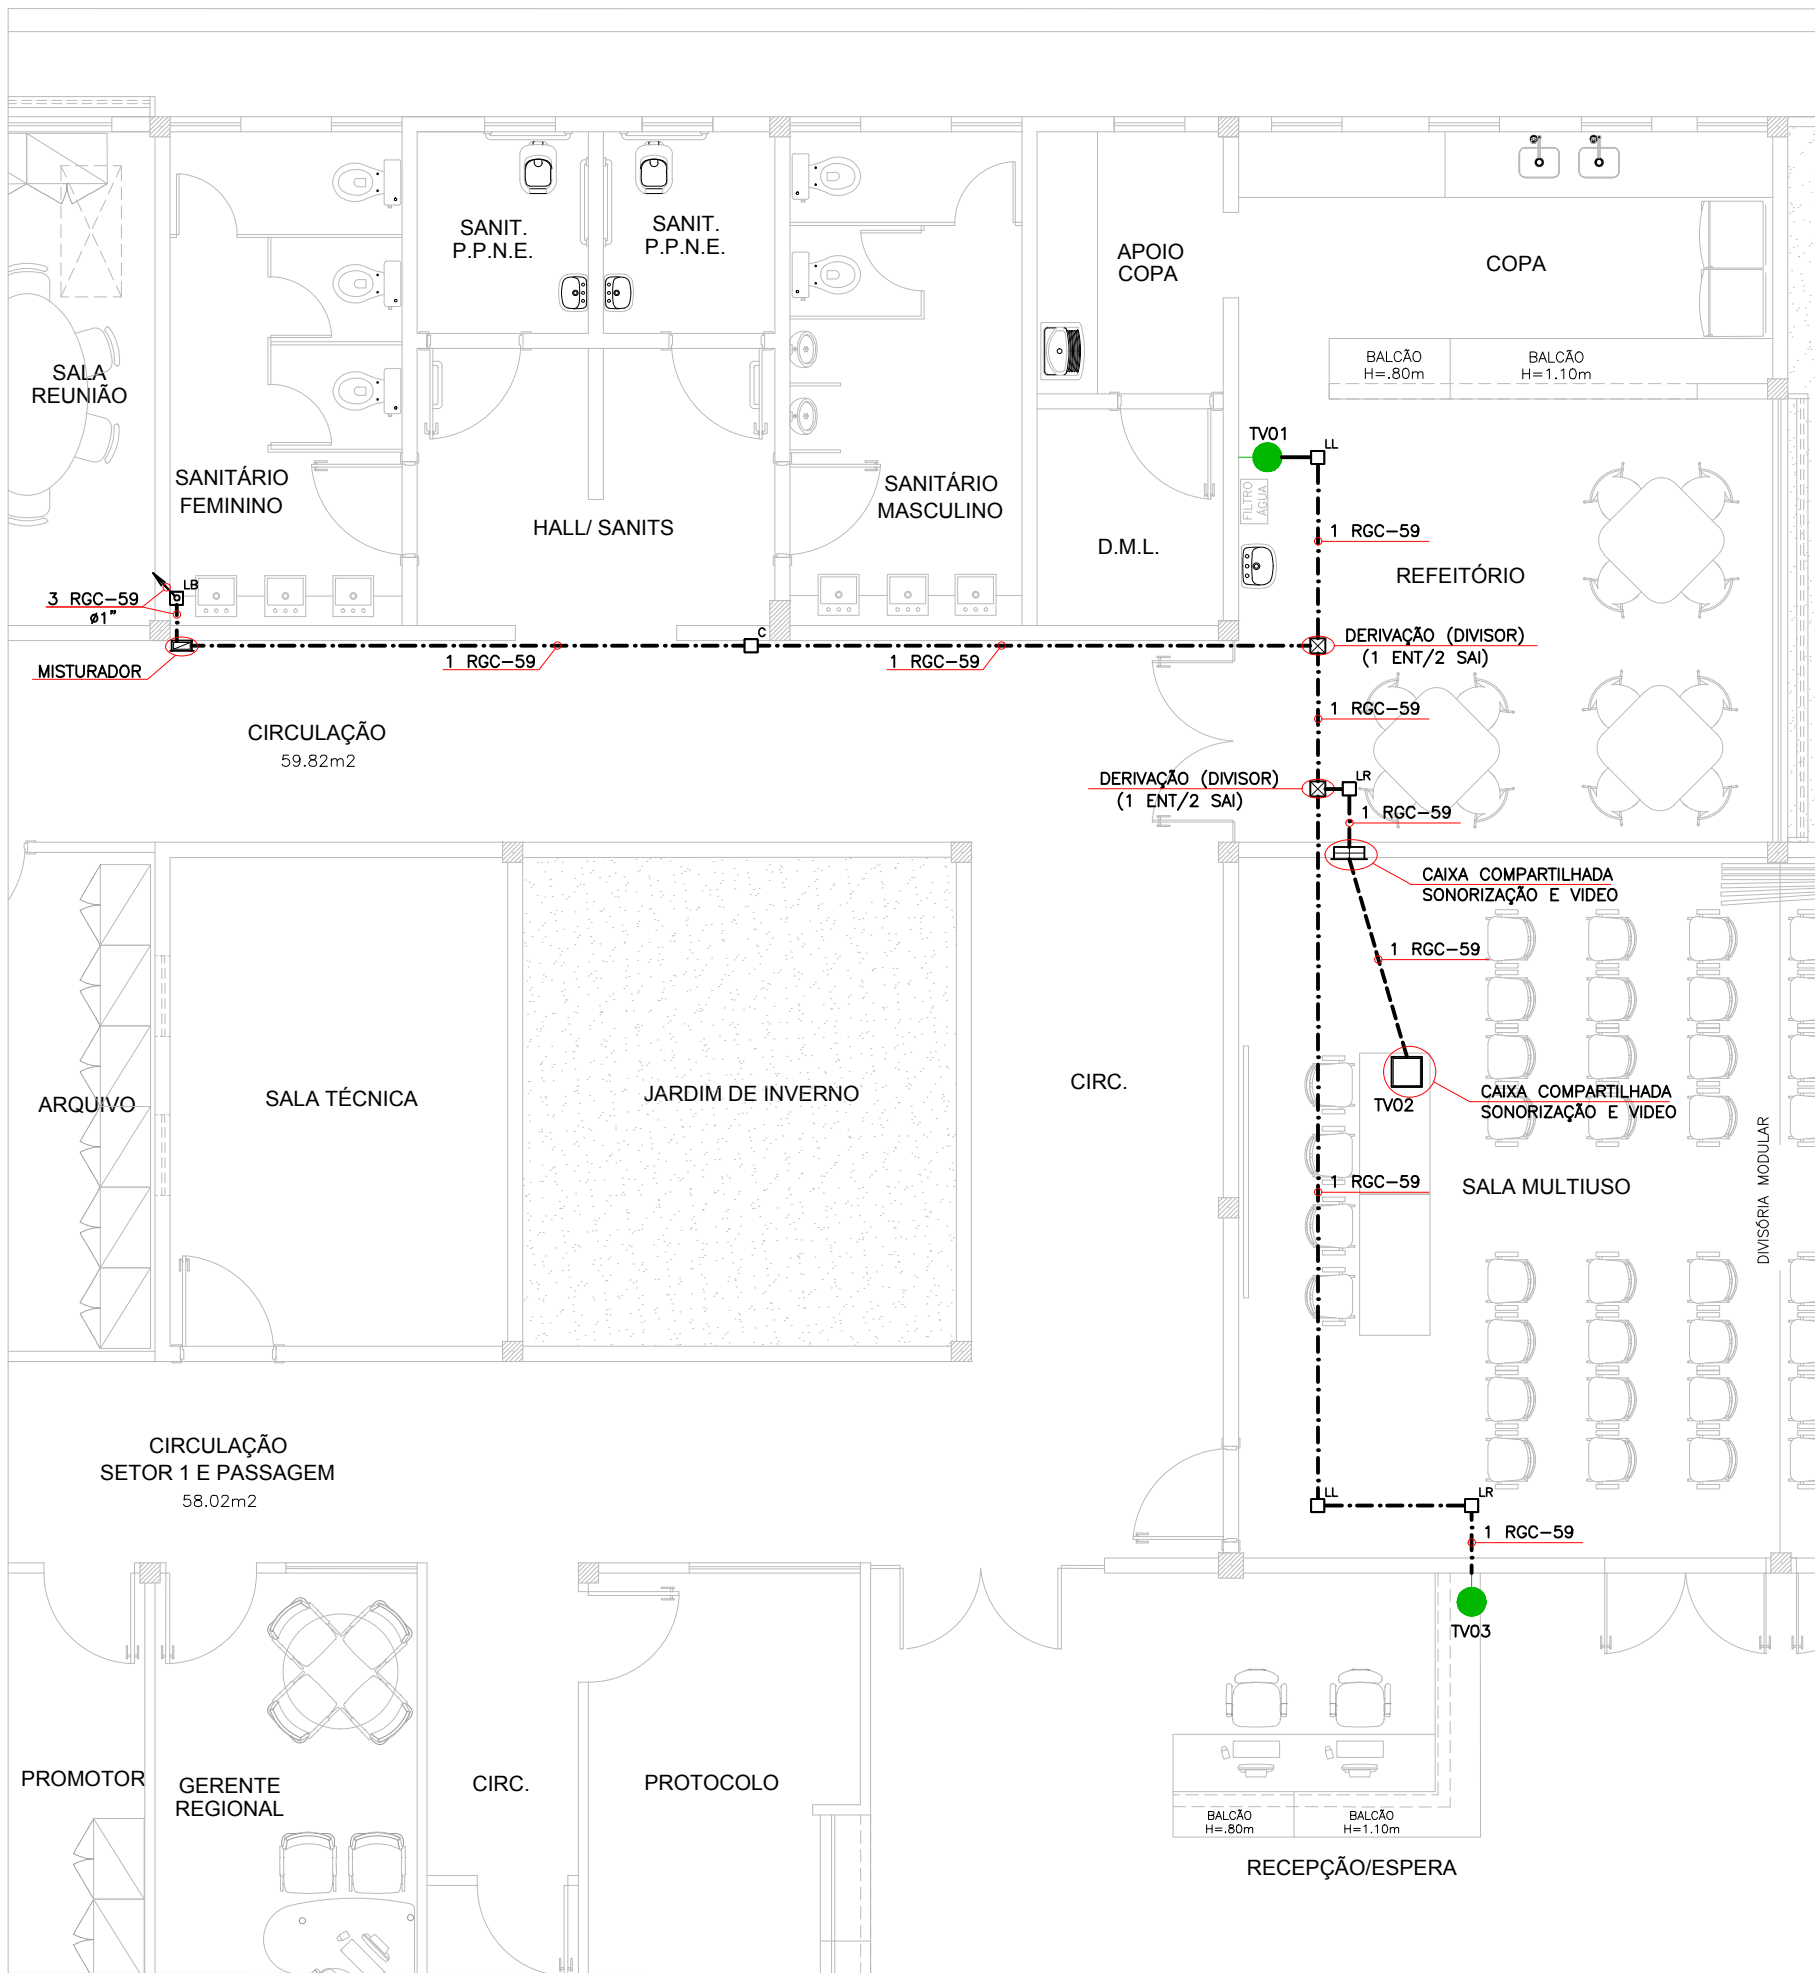 SANIT.
P.P.N.E.
SANIT.
P.P.N.E.
APOIO
COPA
COPA
BALCÃO
H=.80m
BALCÃO
H=1.10m
SALA
REUNIÃO
TV01
LL
SANITÁRIO
FEMININO
HALL/ SANITS
SANITÁRIO
MASCULINO
FILTRO
ÁGUA
D.M.L.
1 RGC-59
REFEITÓRIO
LB
3 RGC-59
ø1"
MISTURADOR
1 RGC-59
C
1 RGC-59
DERIVAÇÃO (DIVISOR)
(1 ENT/2 SAI)
1 RGC-59
CIRCULAÇÃO
59.82m2
DERIVAÇÃO (DIVISOR)
(1 ENT/2 SAI)
LR
1 RGC-59
CAIXA COMPARTILHADA
SONORIZAÇÃO E VIDEO
1 RGC-59
ARQUIVO
SALA TÉCNICA
JARDIM DE INVERNO
CIRC.
TV02
CAIXA COMPARTILHADA
SONORIZAÇÃO E VIDEO
1 RGC-59
SALA MULTIUSO
DIVISÓRIA MODULAR
CIRCULAÇÃO
SETOR 1 E PASSAGEM
58.02m2
LL
LR
1 RGC-59
TV03
PROMOTOR
GERENTE
REGIONAL
CIRC.
PROTOCOLO
BALCÃO
H=.80m
BALCÃO
H=1.10m
RECEPÇÃO/ESPERA